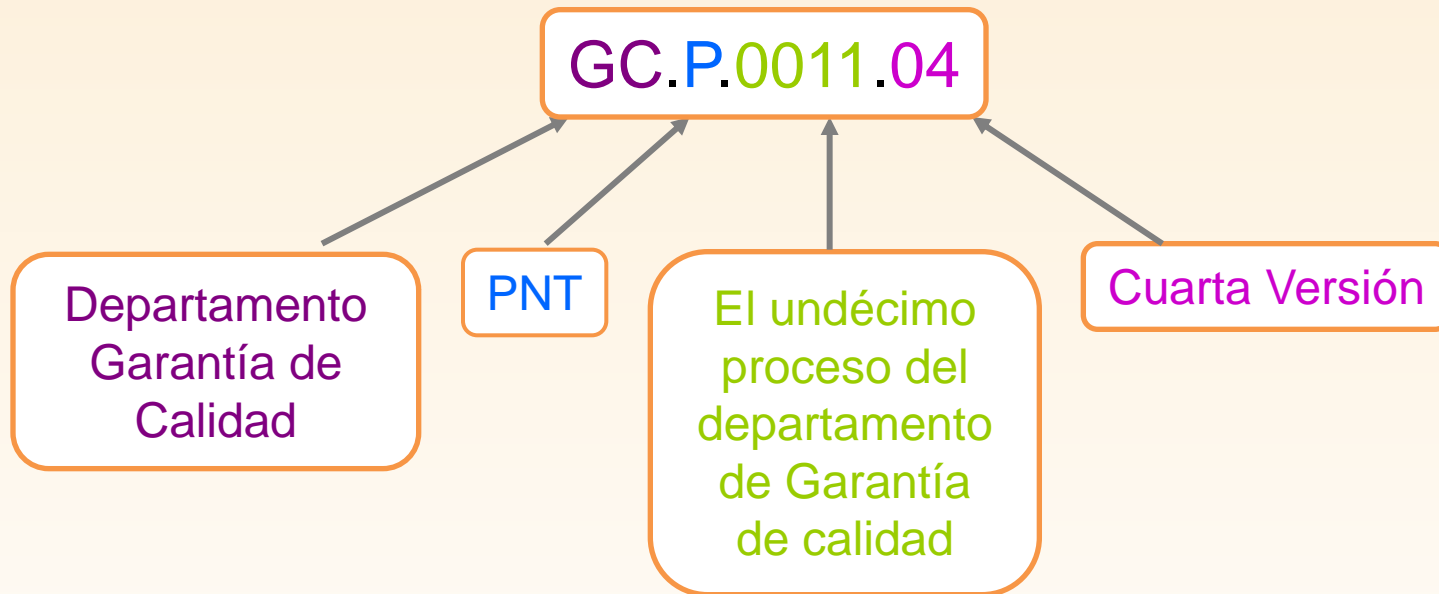 GC.P.0011.04
Departamento
Garantía de
Calidad
PNT
El undécimo
proceso del
departamento
de Garantía
de calidad
Cuarta Versión